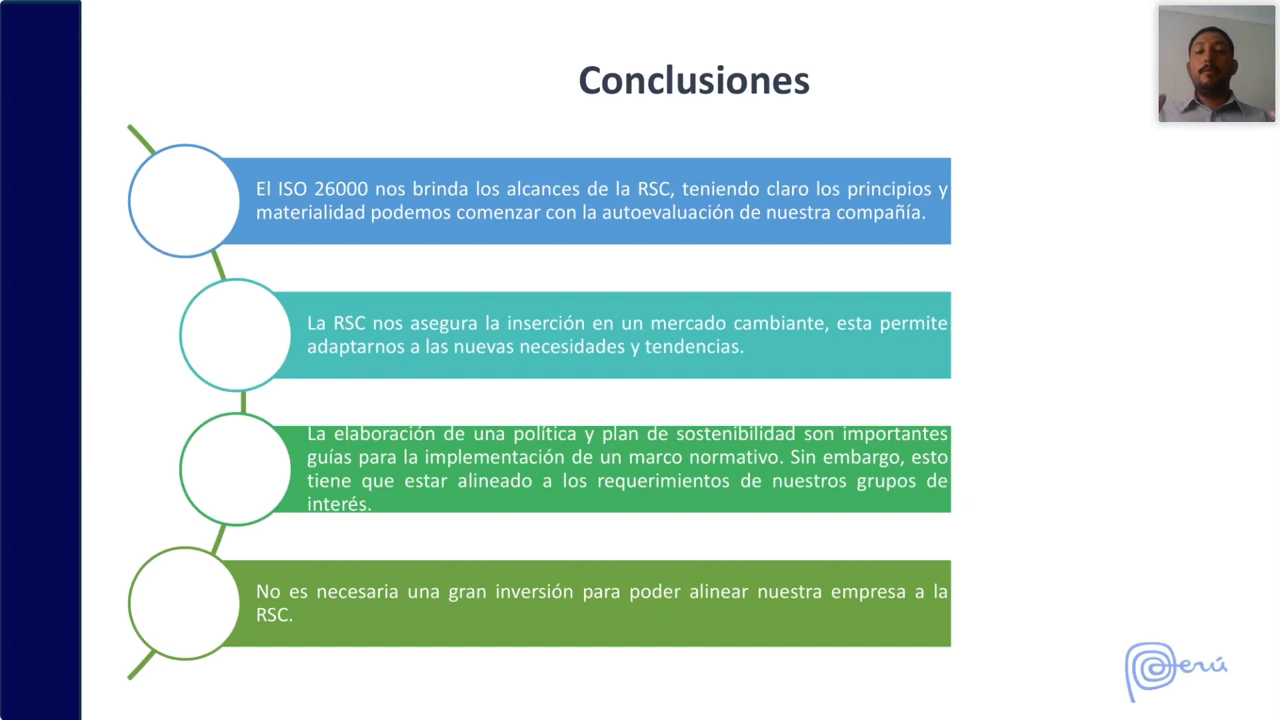 Conclusiones
El ISO 26000 nos brinda los alcances de la RSC, teniendo claro los principios y
materialidad podemos comenzar con la autoevaluación de nuestra compañía.
La RSC nos asegura la inserción en un mercado cambiante, esta permite
adaptarnos a las nuevas necesidades y tendencias.
La elaboración de una política y plan de sostenibilidad son importantes
guías para la implementación de un marco normativo. Sin embargo, esto
tiene que estar alineado a los requerimientos de nuestros grupos de
interés.
No es necesaria una gran inversión para poder alinear nuestra empresa a la
RSC.
Perú